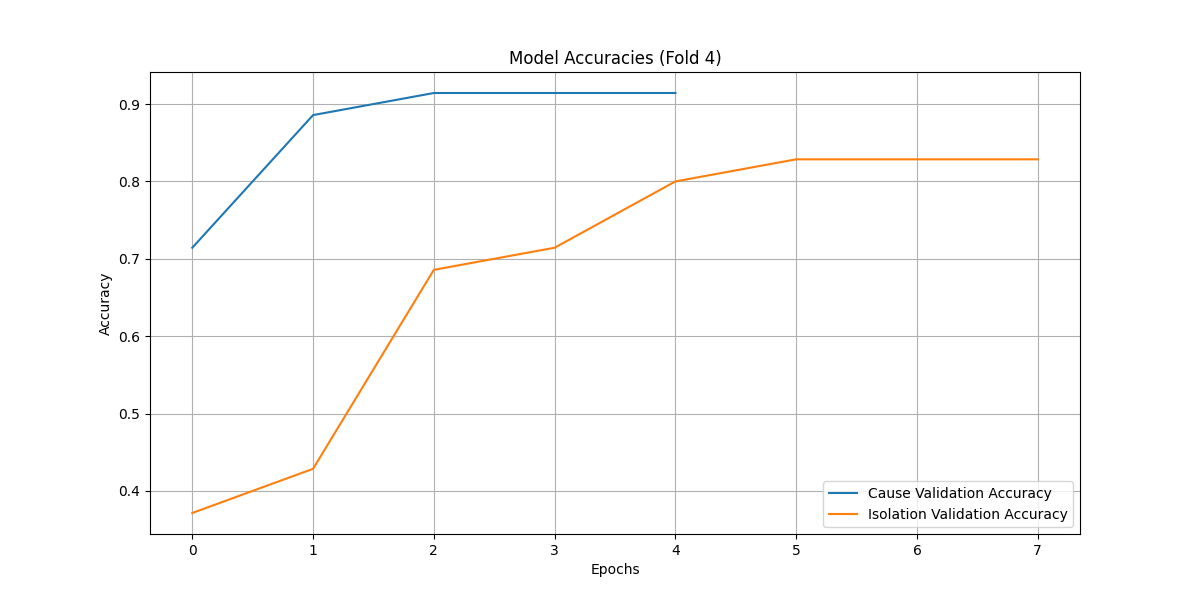 Model Accuracies (Fold 4)
Accuracy
0.9
0.8
0.7
0.6
0.5
0.4
Cause Validation Accuracy
Isolation Validation Accuracy
0 1 2 3 4 5 6 7
Epochs